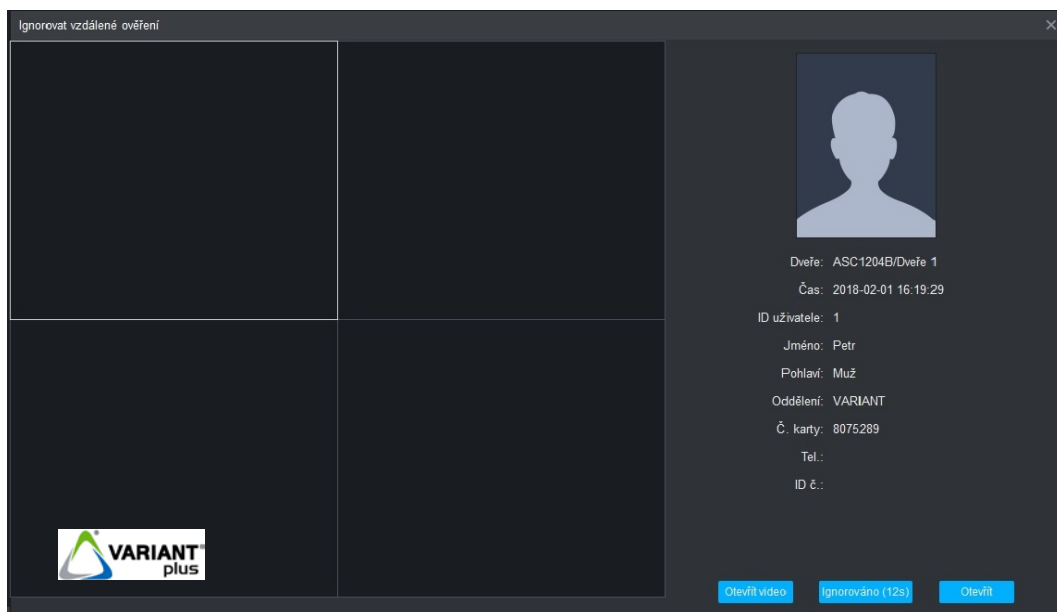 Ignorovat vzdálené ověření
Dveře: ASC1204B/Dveře 1
Čas: 2018-02-01 16:19:29
ID uživatele: 1
Jméno: Petr
Pohlaví: Muž
Oddělení: VARIANT
Č. karty: 8075289
Tel.:
ID č.:
VARIANT
plus
Otevřít video Ignorováno (12s) Otevřít